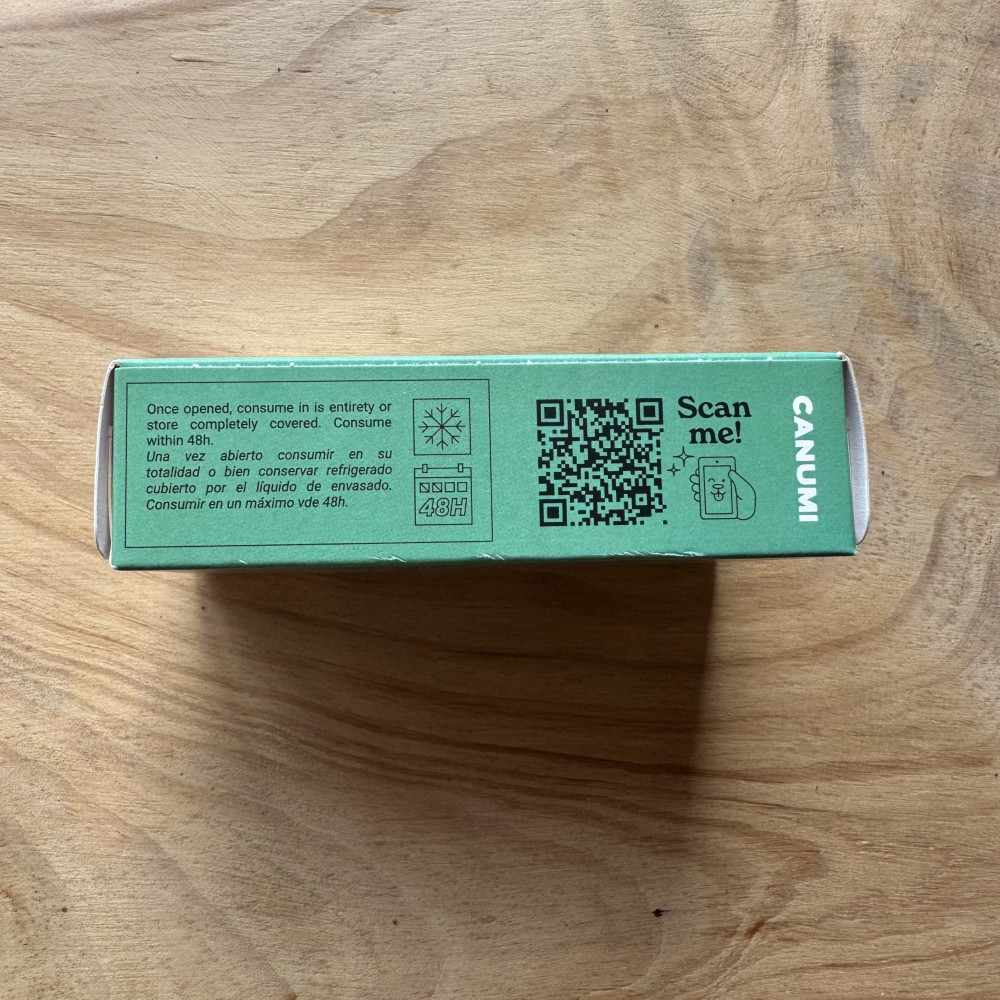 Once opened, consume in is entirety or
store completely covered. Consume
within 48h.
Una vez abierto consumir en su
totalidad o bien conservar refrigerado
cubierto por el líquido de envasado.
Consumir en un máximo vde 48h.
48H
Scan
me!
CANUMI